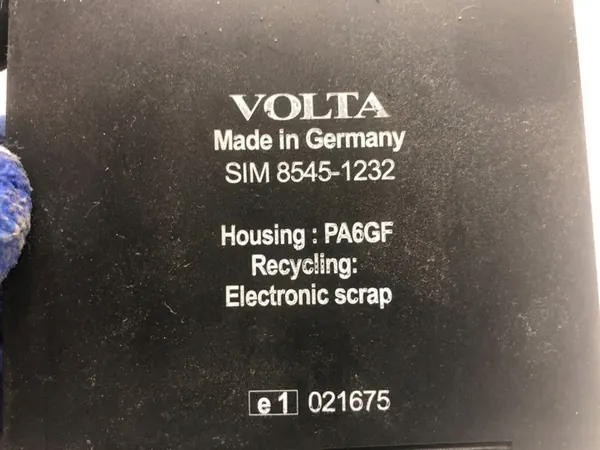 VOLTA
Made in Germany
SIM 8545-1232
Housing : PA6GF
Recycling:
Electronic scrap
e1 021675